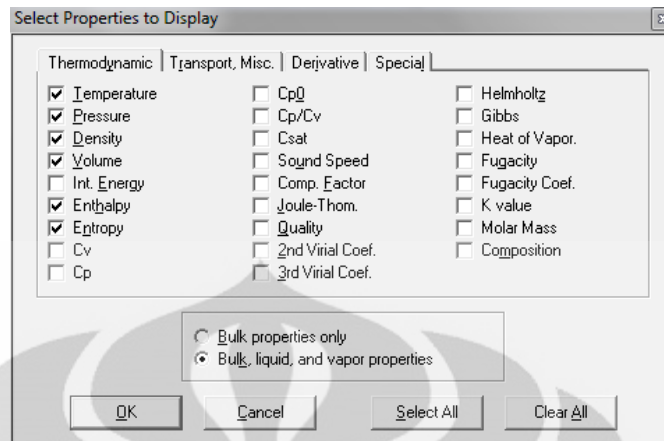 Select Properties to Display
Thermodynamic
Transport, Misc.
Derivative
Special
Temperature
Pressure
Density
Volume
Int. Energy
Enthalpy
Entropy
Cv
Cp
Cp0
Cp/Cv
Csat
Sound Speed
Comp. Factor
Joule-Thom.
Quality
2nd Virial Coef.
3rd Virial Coef.
Helmholtz
Gibbs
Heat of Vapor.
Fugacity
Fugacity Coef.
K value
Molar Mass
Composition
Bulk properties only
Bulk, liquid, and vapor properties
OK
Cancel
Select All
Clear All